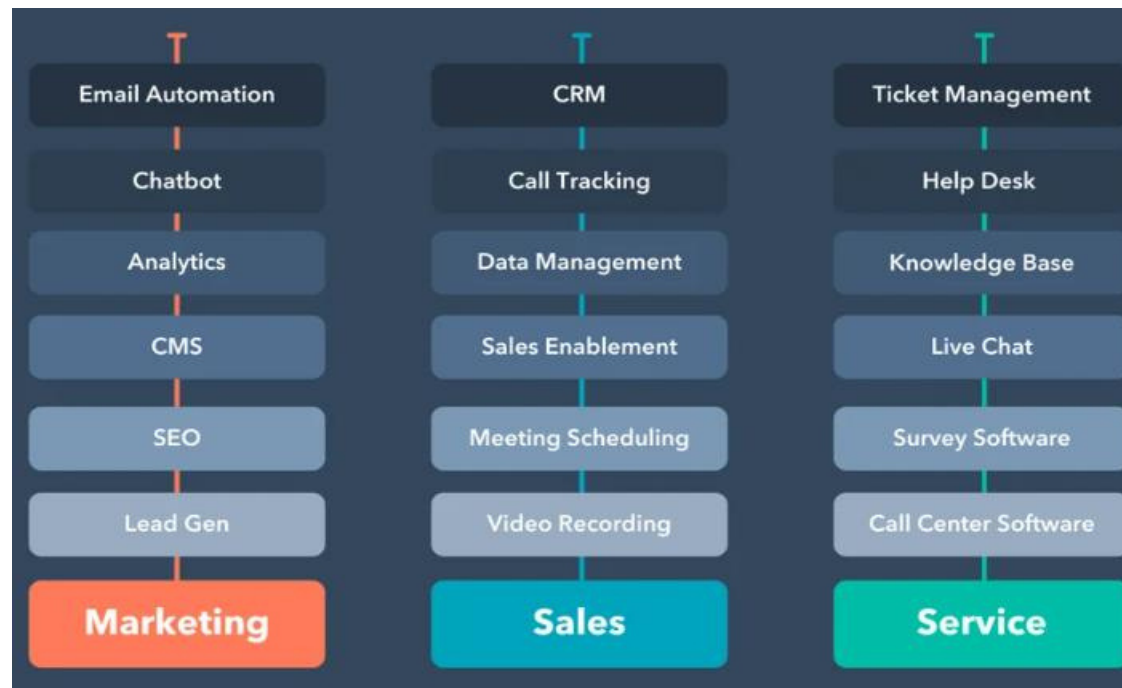 Email Automation
Chatbot
Analytics
CMS
SEO
Lead Gen
Marketing
CRM
Call Tracking
Data Management
Sales Enablement
Meeting Scheduling
Video Recording
Sales
Ticket Management
Help Desk
Knowledge Base
Live Chat
Survey Software
Call Center Software
Service